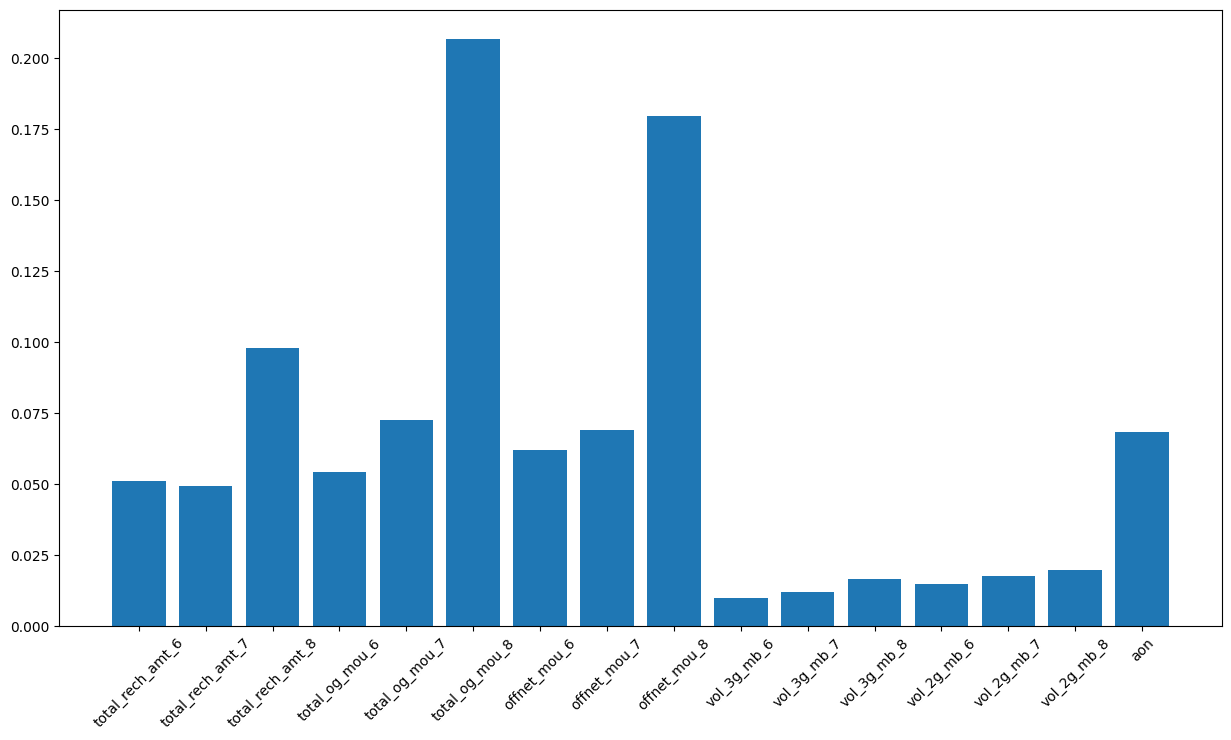 0.200
0.175
0.150
0.125
0.100
0.075
0.050
0.025
0.000
total_rech_amt_6
total_rech_amt_7
total_rech_amt_8
total_og_mou_6
total_og_mou_7
total_og_mou_8
offnet_mou_6
offnet_mou_7
offnet_mou_8
vol_3g_mb_6
vol_3g_mb_7
vol_3g_mb_8
vol_2g_mb_6
vol_2g_mb_7
vol_2g_mb_8
aon